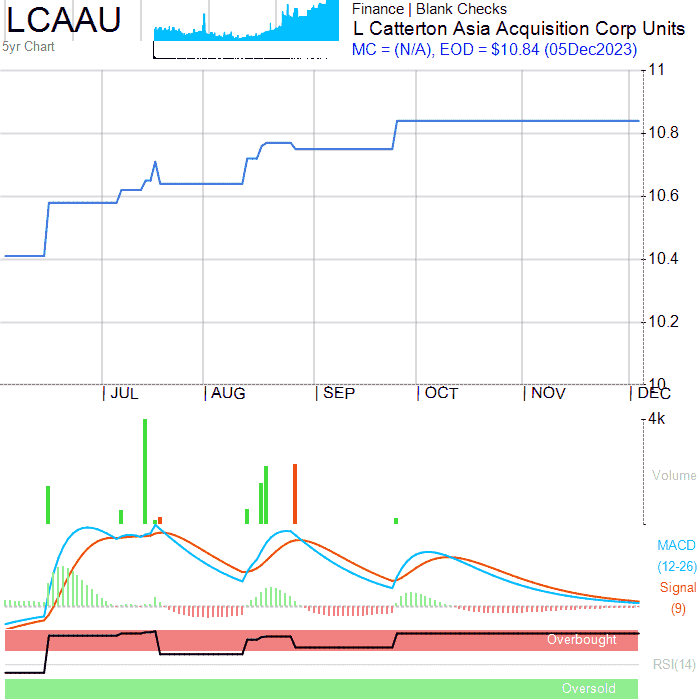 LCAAU
5yr Chart
Finance | Blank Checks
L Catterton Asia Acquisition Corp Units
MC = (N/A), EOD = $10.84 (05Dec2023)
11
10.8
10.6
10.4
10.2
10
JUL AUG SEP OCT NOV DEC
4k
Volume
MACD
(12-26)
Signal
(9)
Overbought
RSI(14)
Oversold